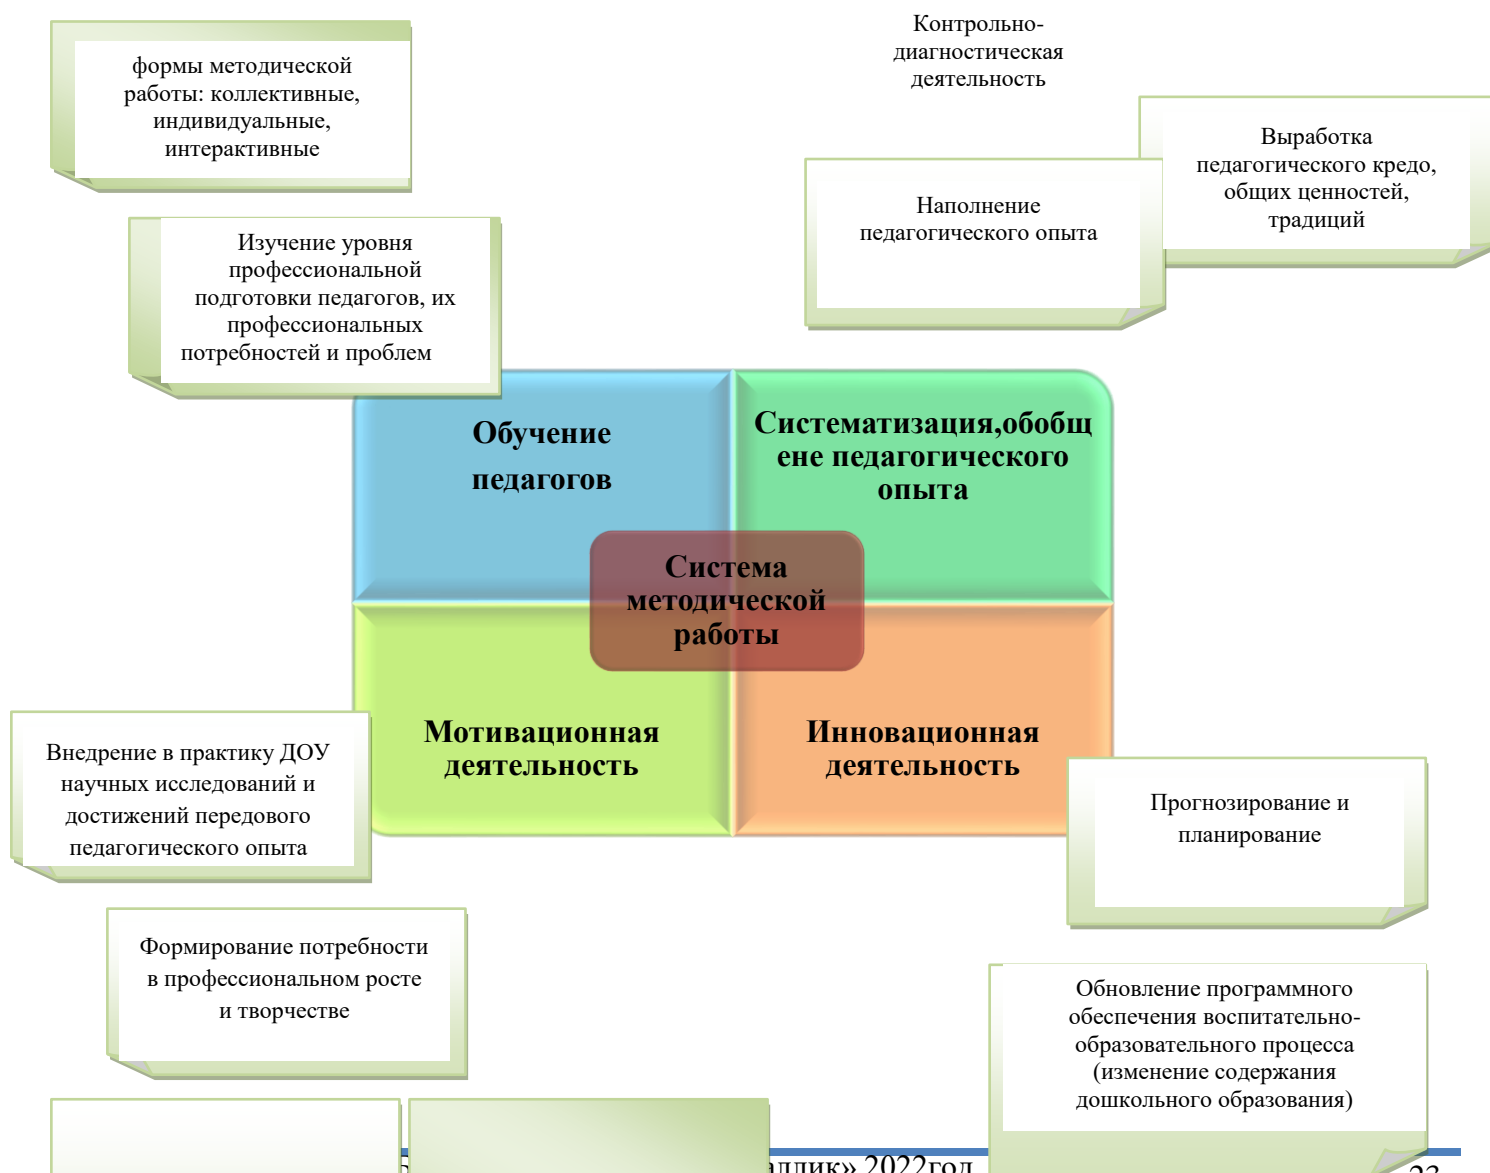 формы методической
работы: коллективные,
индивидуальные,
интерактивные
Контрольно-
диагностическая
деятельность
Выработка
педагогического кредо,
общих ценностей,
традиций
Наполнение
педагогического опыта
Изучение уровня
профессиональной
подготовки педагогов, их
профессиональных
потребностей и проблем
Обучение
педагогов
Систематизация,обобщ
ене педагогического
опыта
Система
методической
работы
Мотивационная
деятельность
Инновационная
деятельность
Внедрение в практику ДОУ
научных исследований и
достижений передового
педагогического опыта
Прогнозирование и
планирование
Формирование потребности
в профессиональном росте
и творчестве
Обновление программного
обеспечения воспитательно-
образовательного процесса
(изменение содержания
дошкольного образования)
2022год
23